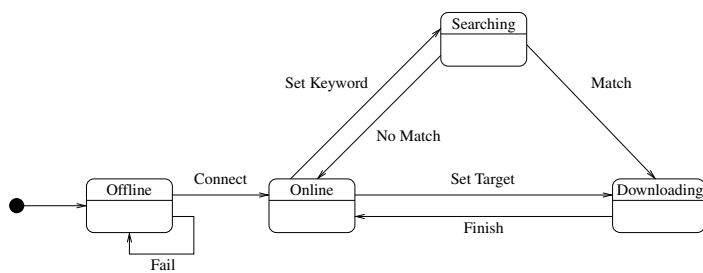 Searching
Set Keyword
Match
No Match
Offline
Connect
Online
Set Target
Downloading
Finish
Fail